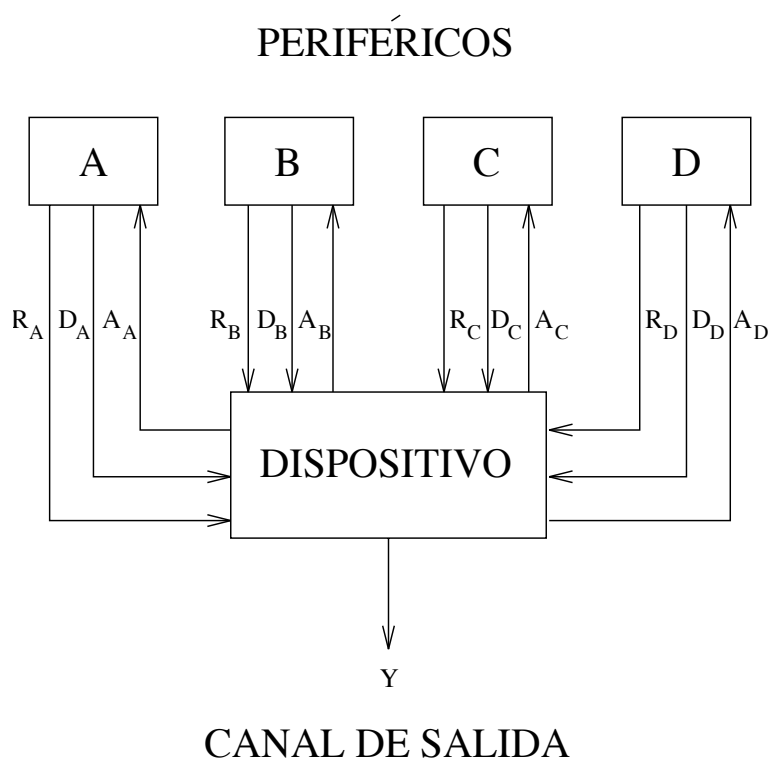 PERIFÉRICOS
A B C D
R_A D_A A_A R_B D_B A_B R_C D_C A_C R_D D_D A_D
DISPOSITIVO
Y
CANAL DE SALIDA